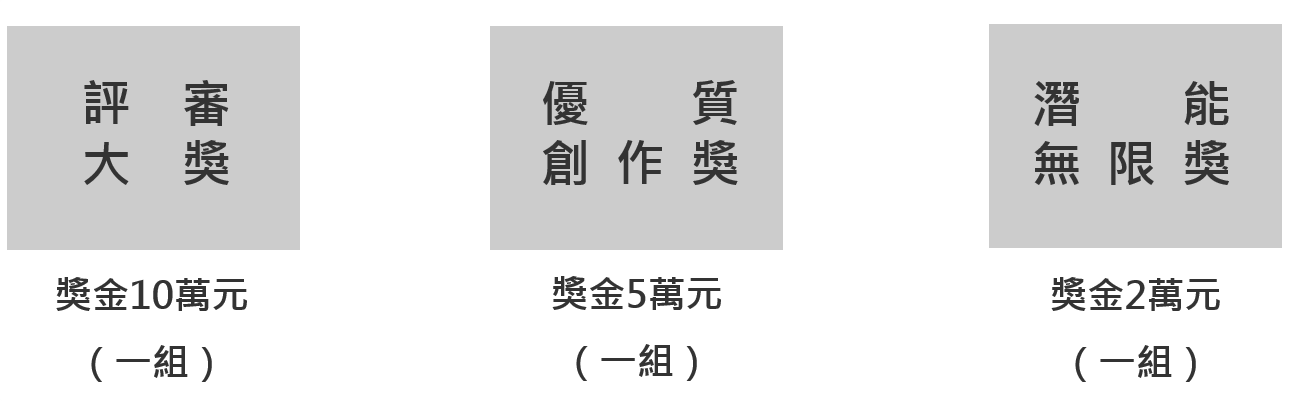 評審
大獎
獎金10萬元
（一組）
優質
創作獎
獎金5萬元
（一組）
潛能
無限獎
獎金2萬元
（一組）